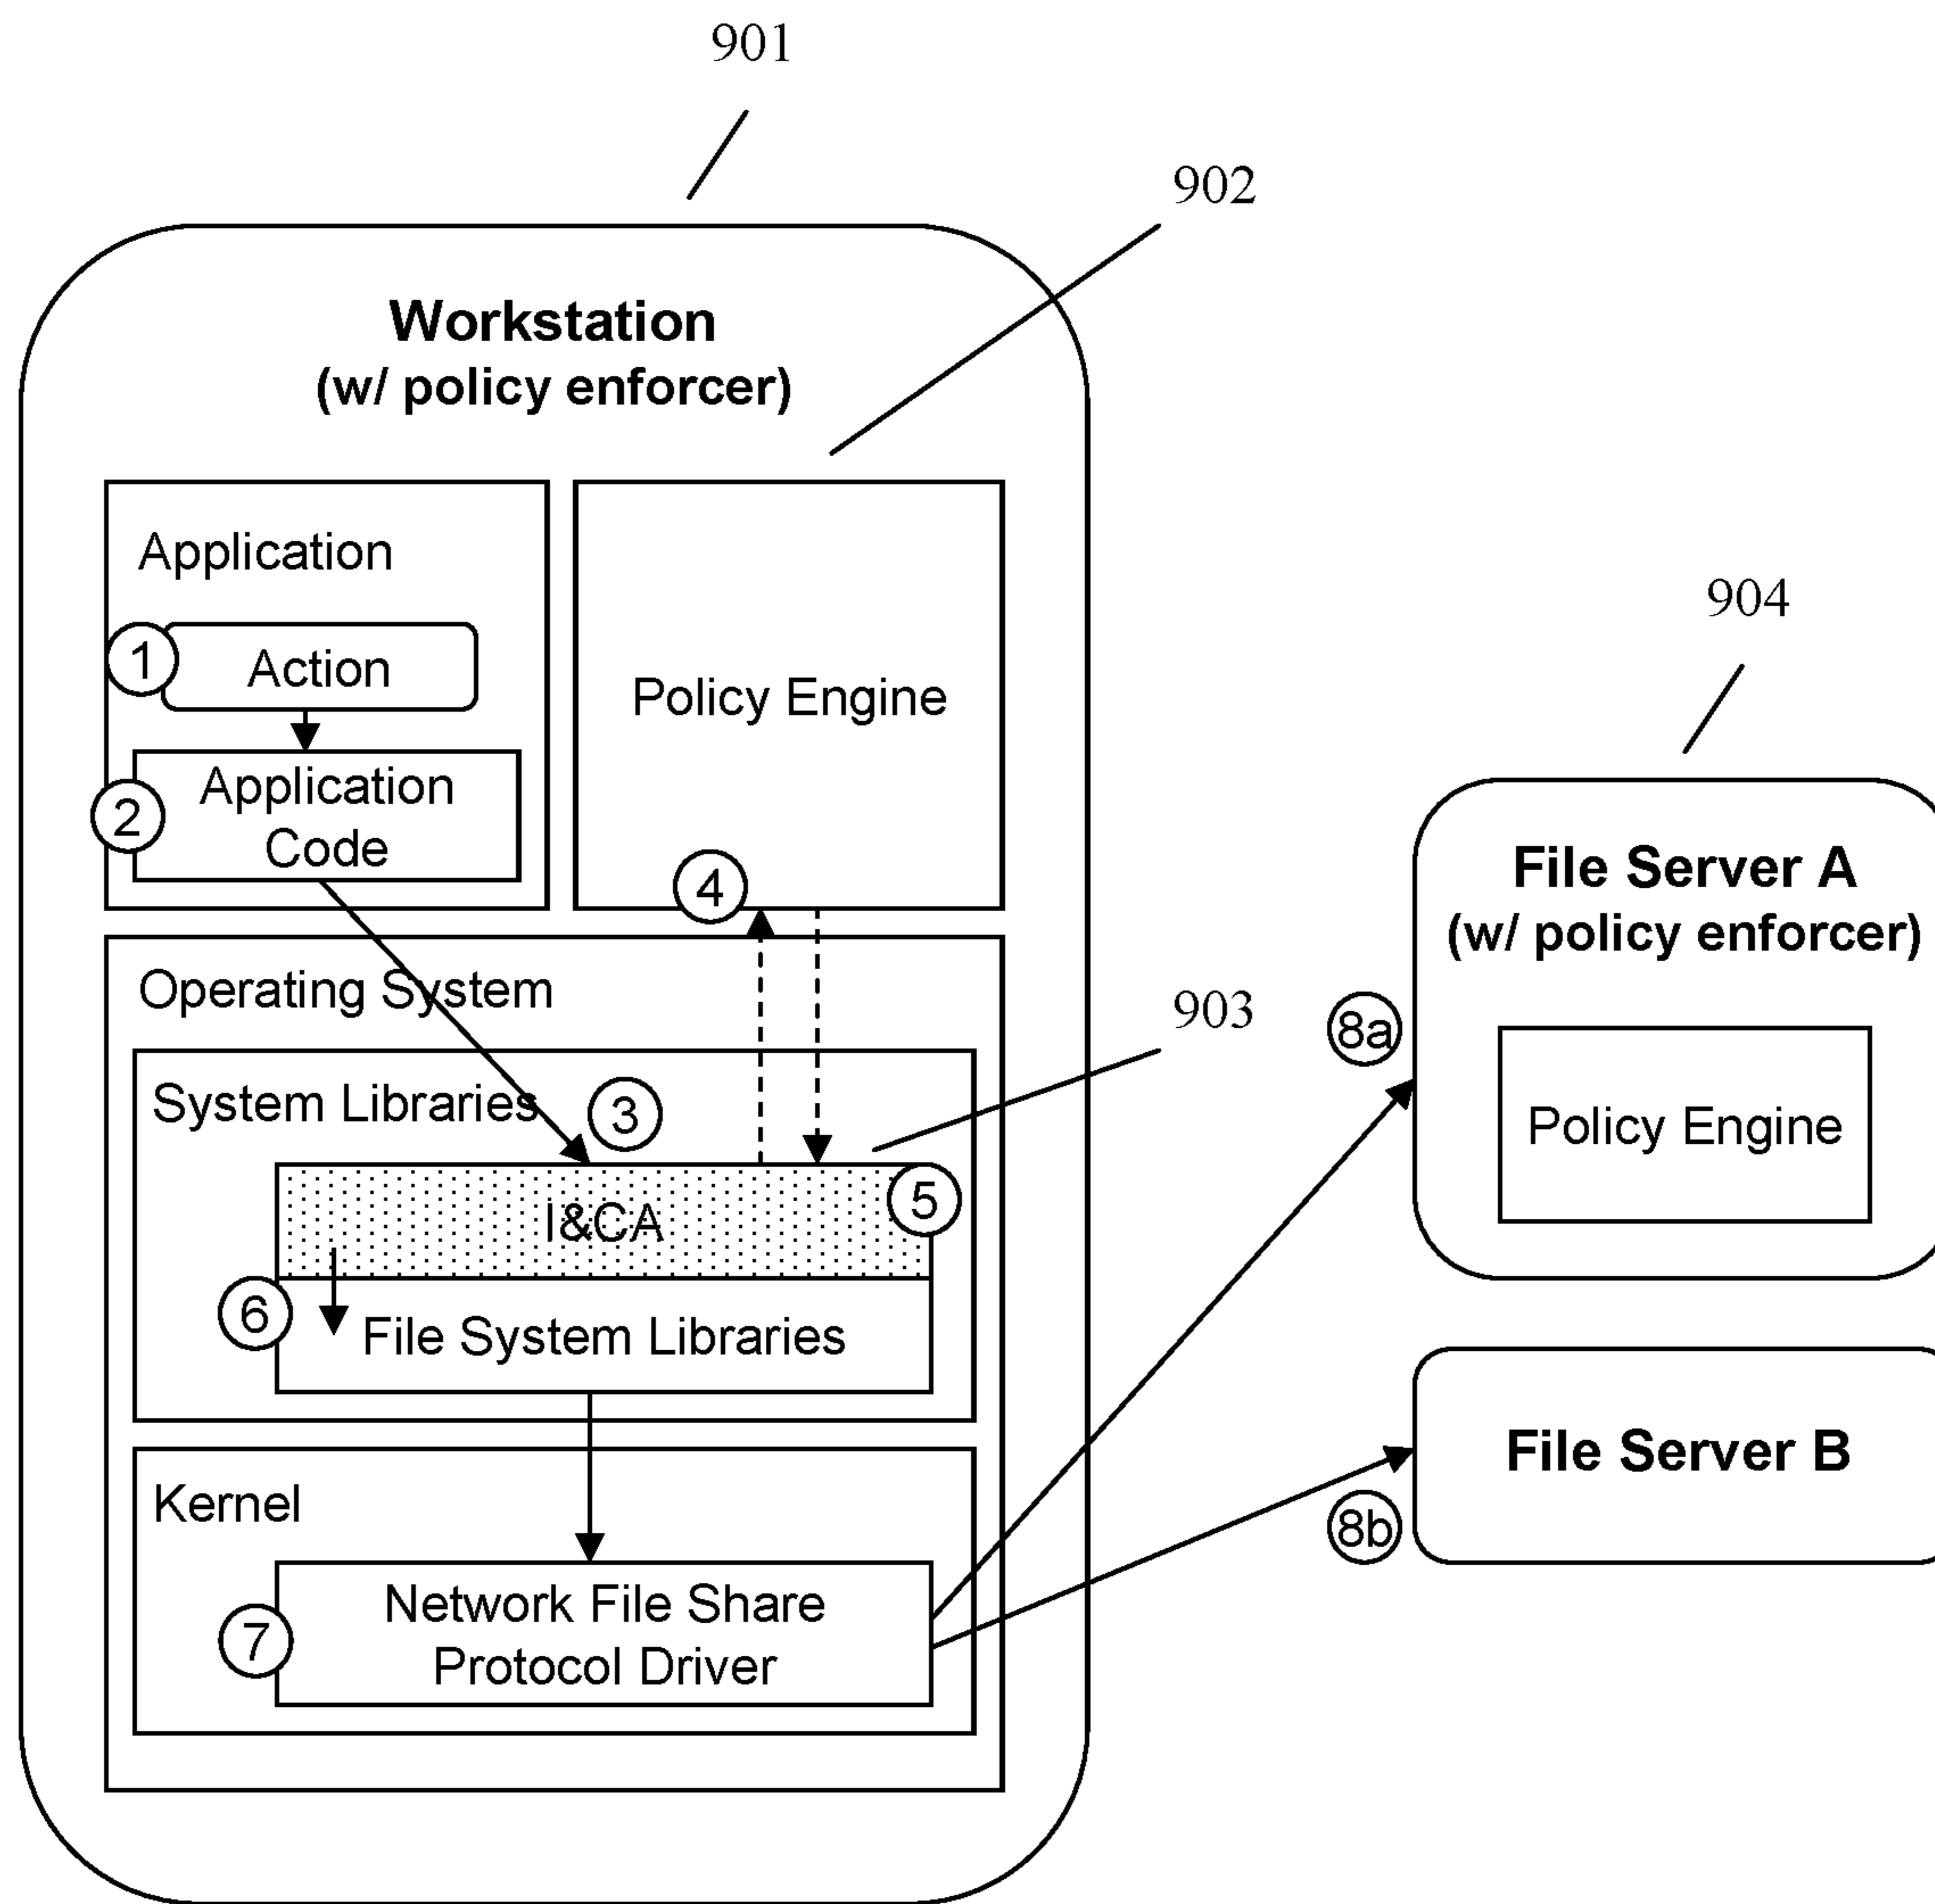 901
902
Workstation
(w/ policy enforcer)
Application
1
Action
2
Application
Code
Policy Engine
4
Operating System
System Libraries
3
903
I&CA
5
6
File System Libraries
Kernel
7
Network File Share
Protocol Driver
904
File Server A
(w/ policy enforcer)
8a
Policy Engine
File Server B
8b